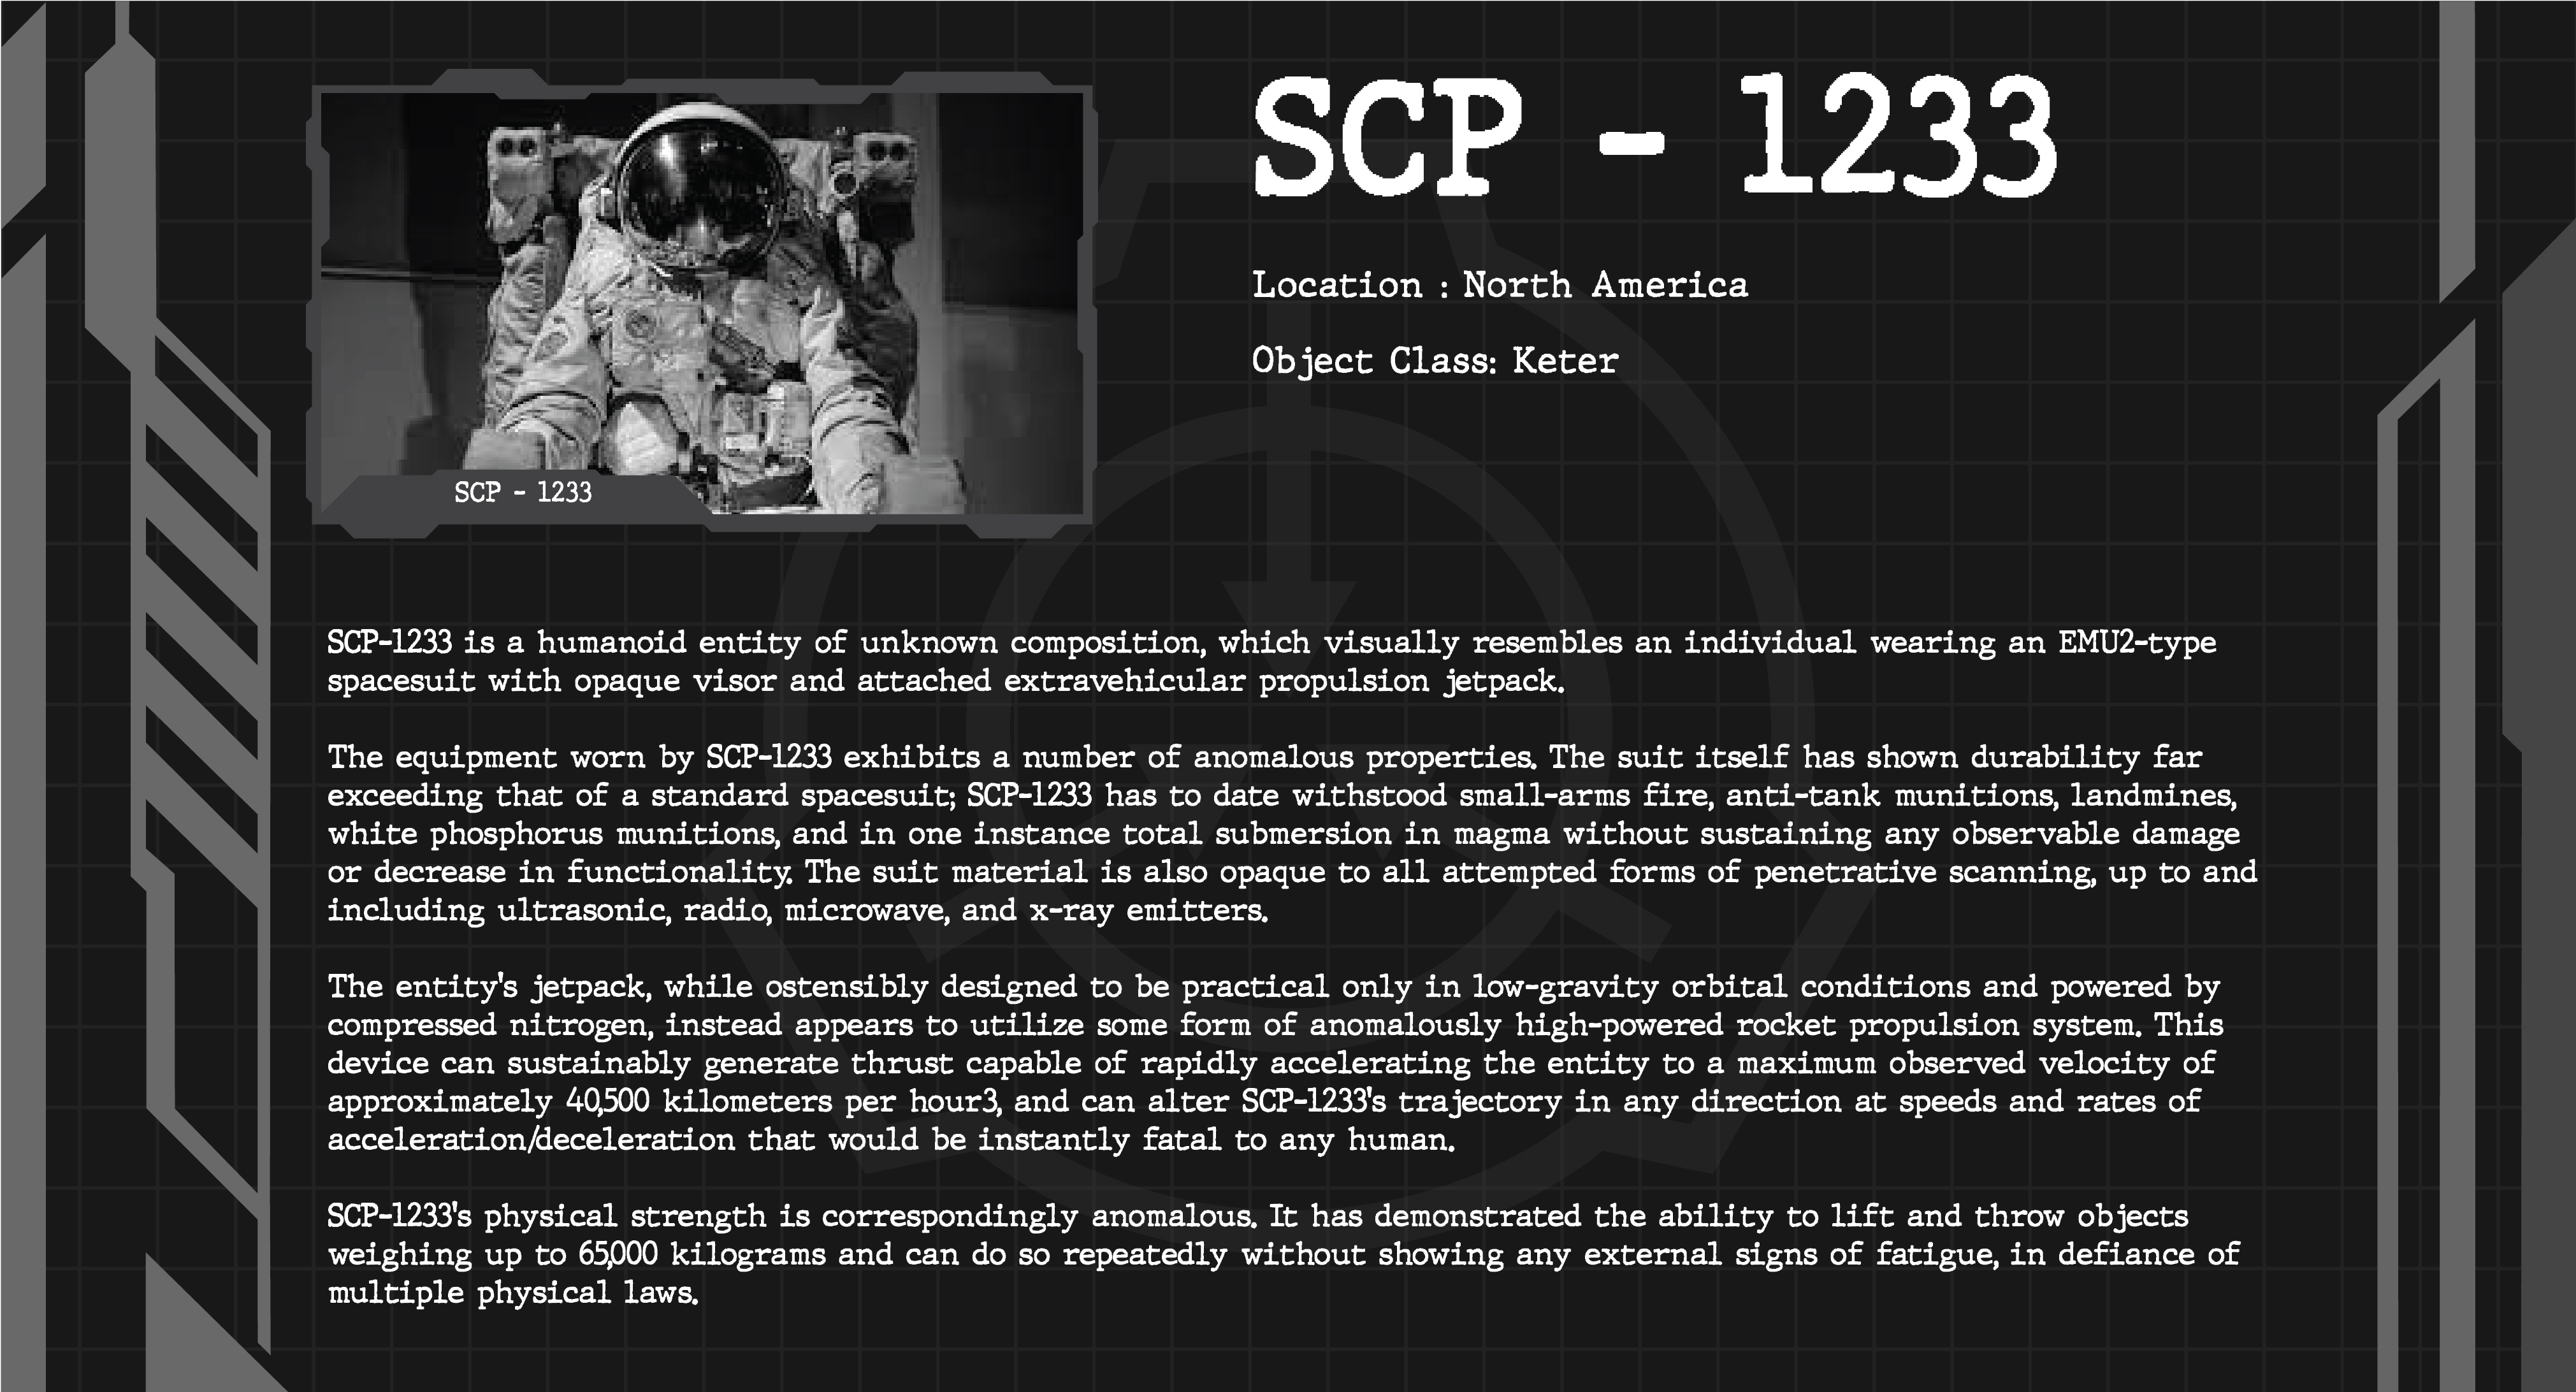 SCP - 1233
Location : North America
Object Class: Keter
SCP - 1233
SCP-1233 is a humanoid entity of unknown composition, which visually resembles an individual wearing an EMU2-type
spacesuit with opaque visor and attached extravehicular propulsion jetpack.
The equipment worn by SCP-1233 exhibits a number of anomalous properties. The suit itself has shown durability far
exceeding that of a standard spacesuit; SCP-1233 has to date withstood small-arms fire, anti-tank munitions, landmines,
white phosphorus munitions, and in one instance total submersion in magma without sustaining any observable damage
or decrease in functionality. The suit material is also opaque to all attempted forms of penetrative scanning, up to and
including ultrasonic, radio, microwave, and x-ray emitters.
The entity's jetpack, while ostensibly designed to be practical only in low-gravity orbital conditions and powered by
compressed nitrogen, instead appears to utilize some form of anomalously high-powered rocket propulsion system. This
device can sustainably generate thrust capable of rapidly accelerating the entity to a maximum observed velocity of
approximately 40,500 kilometers per hour3, and can alter SCP-1233's trajectory in any direction at speeds and rates of
acceleration/deceleration that would be instantly fatal to any human.
SCP-1233's physical strength is correspondingly anomalous. It has demonstrated the ability to lift and throw objects
weighing up to 65,000 kilograms and can do so repeatedly without showing any external signs of fatigue, in defiance of
multiple physical laws.